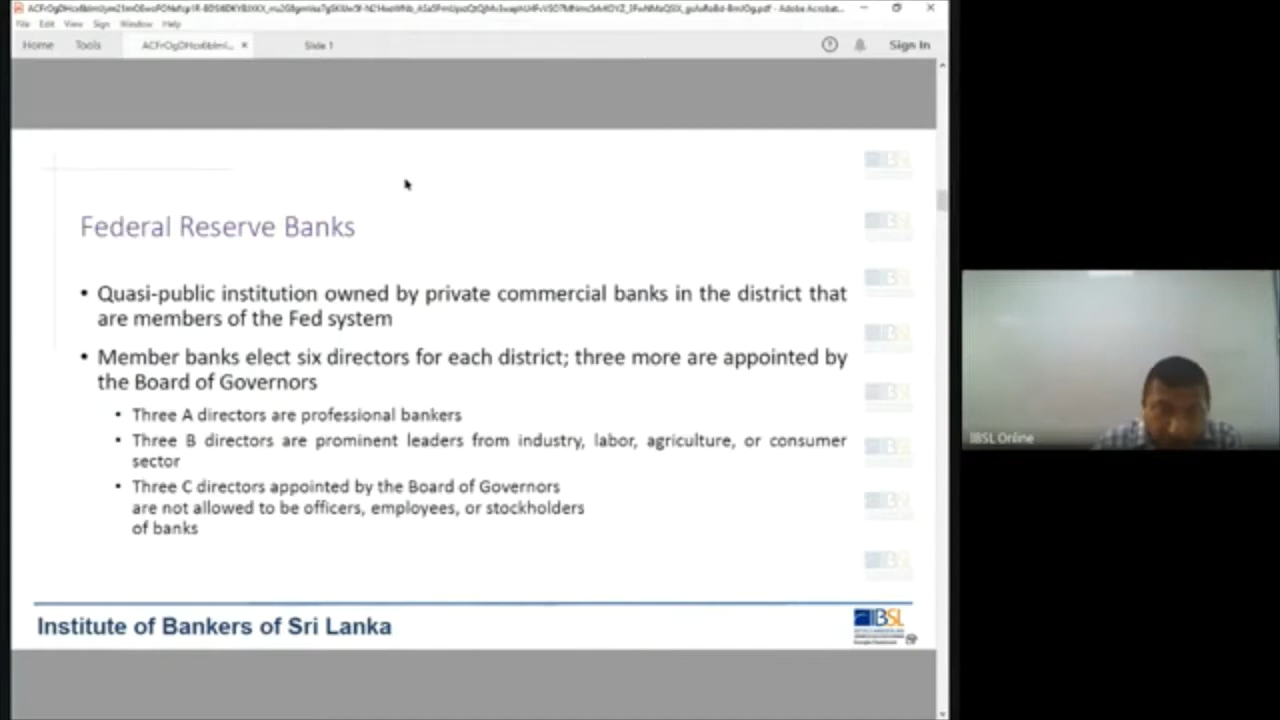 File Edit View Sign Window Help
Home Tools Slide 1 Sign In
Federal Reserve Banks
• Quasi-public institution owned by private commercial banks in the district that
are members of the Fed system
• Member banks elect six directors for each district; three more are appointed by
the Board of Governors
• Three A directors are professional bankers
• Three B directors are prominent leaders from industry, labor, agriculture, or consumer
sector
• Three C directors appointed by the Board of Governors
are not allowed to be officers, employees, or stockholders
of banks
IBSL Online
Institute of Bankers of Sri Lanka
IBSL